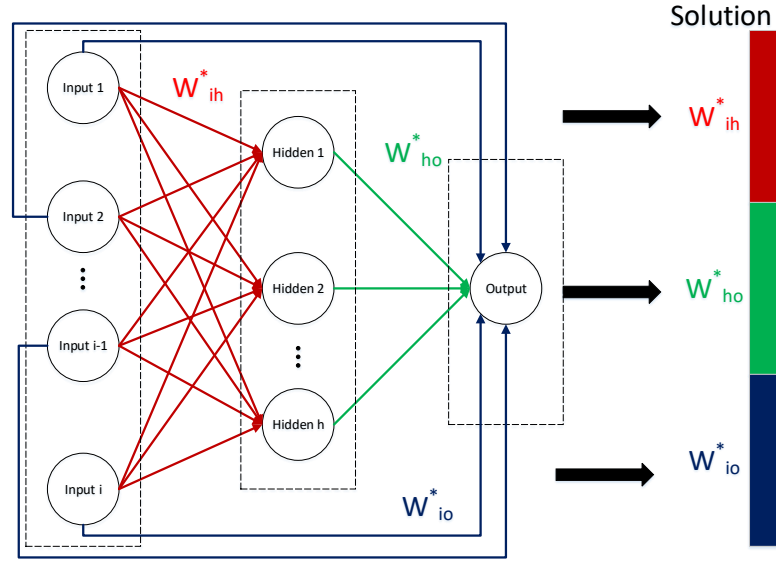 Solution
Input 1
W*ih
Hidden 1
W*ih
W*ho
Input 2
Hidden 2
Output
W*ho
Input i-1
Hidden h
Input i
W*io
W*io